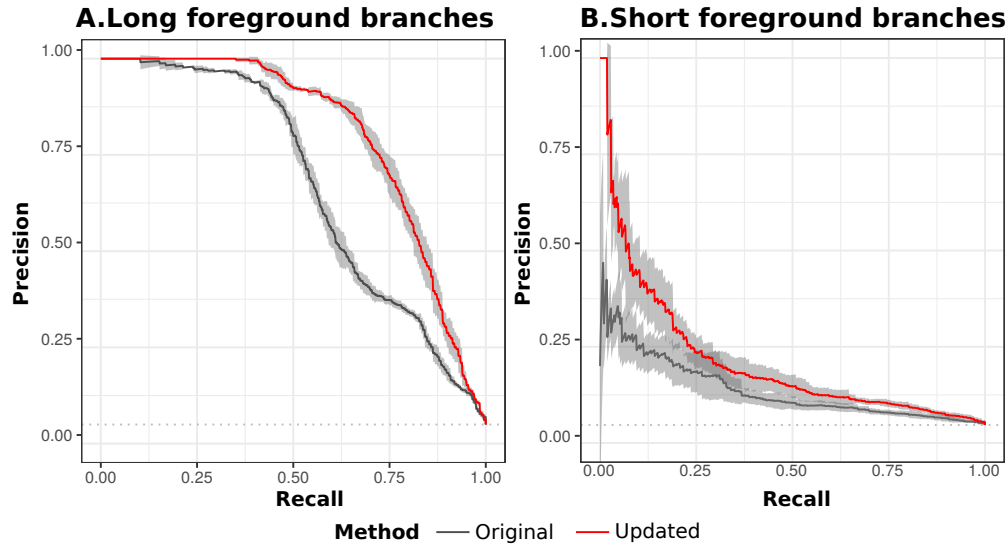 A.Long foreground branches
B.Short foreground branches
Precision
1.00
0.75
0.50
0.25
0.00
0.00 0.25 0.50 0.75 1.00
Recall
Precision
1.00
0.75
0.50
0.25
0.00
0.00 0.25 0.50 0.75 1.00
Recall
Method Original Updated